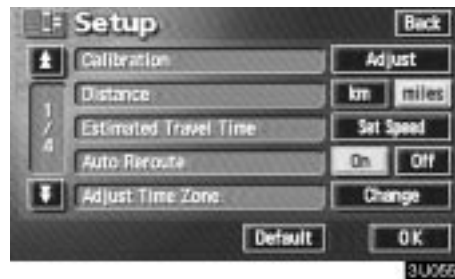 Setup Back
Calibration Adjust
Distance km miles
1/4
Estimated Travel Time Set Speed
Auto Reroute On Off
Adjust Time Zone Change
Default OK
3U055